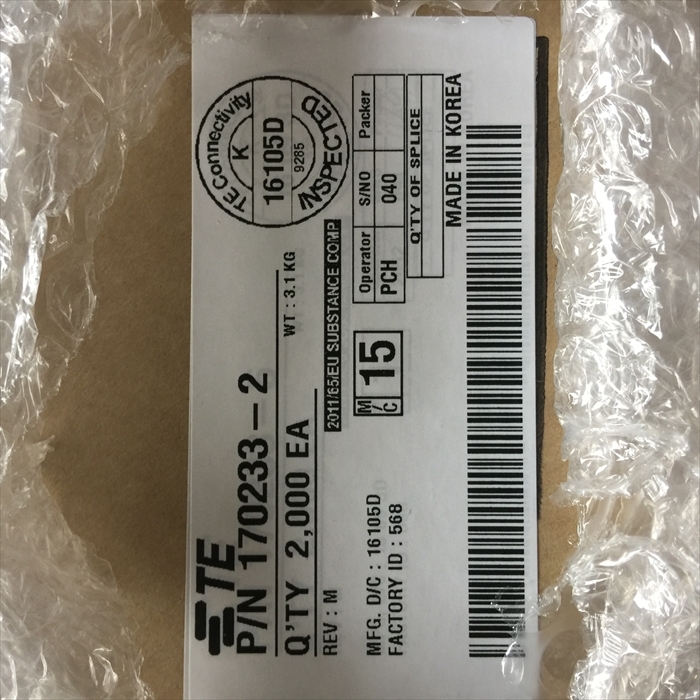 TE
P/N 170233-2
Q'TY 2,000 EA
WT : 3.1 KG
REV : M
2011/65/EU SUBSTANCE COMP
TE Connectivity
K
16105D
9285
INSPECTED
MFG. D/C : 16105D
FACTORY ID : 568
M/C 15
Operator S/NO Packer
PCH 040
Q'TY OF SPLICE
MADE IN KOREA